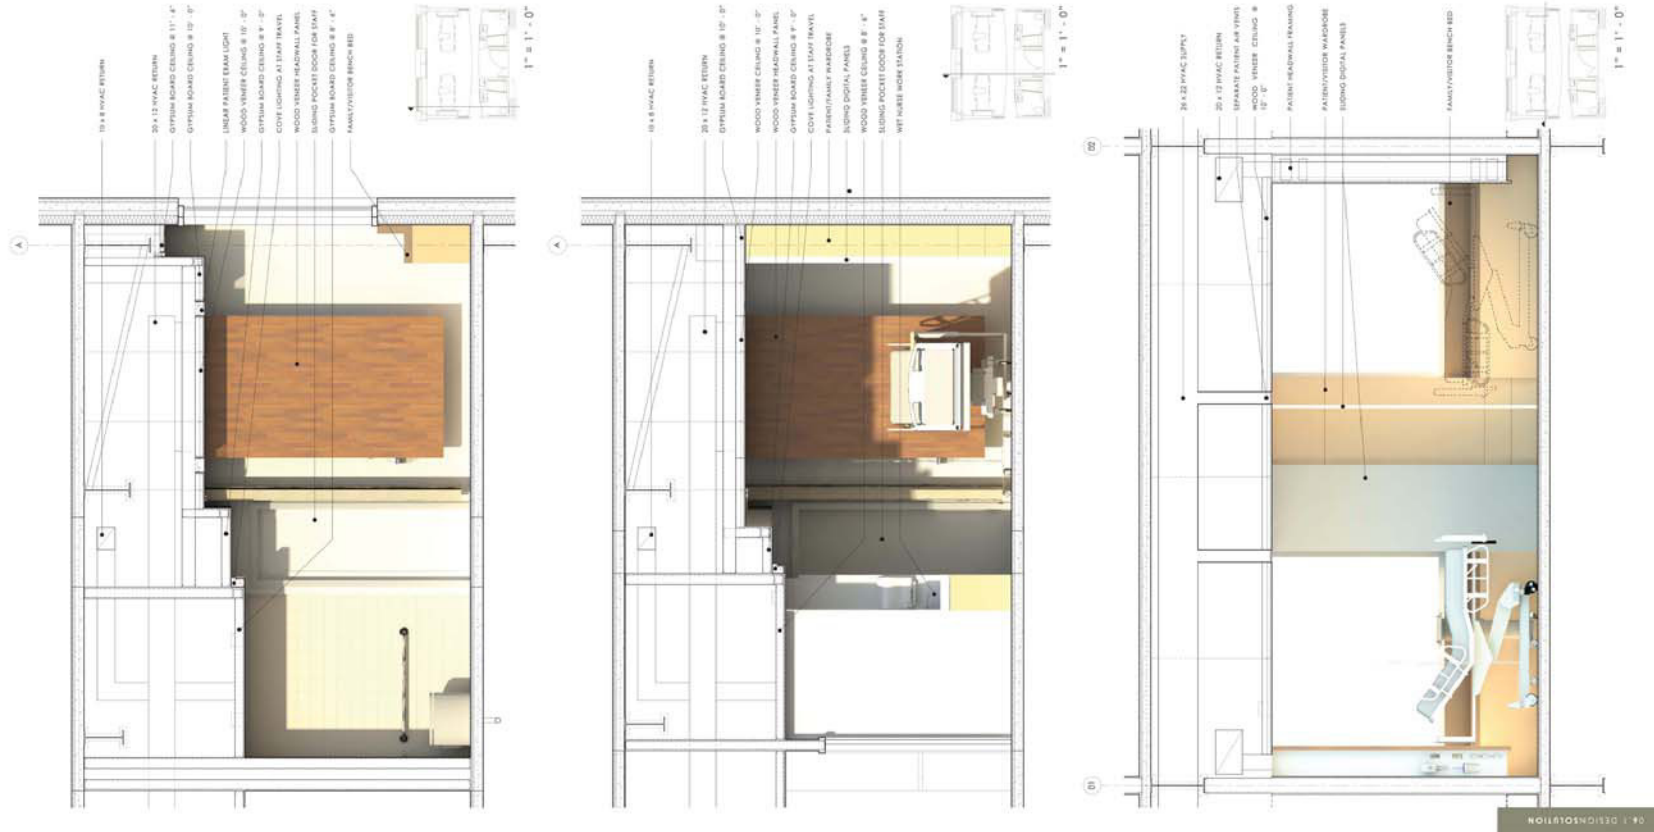 10 x 8 HVAC RETURN
20 x 12 HVAC RETURN
GYPSUM BOARD CEILING @ 11' - 6"
GYPSUM BOARD CEILING @ 10' - 0"
LINEAR PATIENT EXAM LIGHT
WOOD VENEER CEILING @ 10' - 0"
GYPSUM BOARD CEILING @ 9' - 0"
COVE LIGHTING AT STAFF TRAVEL
WOOD VENEER HEADWALL PANEL
SLIDING POCKET DOOR FOR STAFF
GYPSUM BOARD CEILING @ 8' - 6"
FAMILY/VISITOR BENCH BED
1" = 1' - 0"
A
10 x 8 HVAC RETURN
20 x 12 HVAC RETURN
GYPSUM BOARD CEILING @ 10' - 0"
WOOD VENEER CEILING @ 10' - 0"
WOOD VENEER HEADWALL PANEL
GYPSUM BOARD CEILING @ 9' - 0"
COVE LIGHTING AT STAFF TRAVEL
PATIENT/FAMILY WARDROBE
SLIDING DIGITAL PANELS
WOOD VENEER CEILING @ 8' - 6"
SLIDING POCKET DOOR FOR STAFF
WET NURSE WORK STATION
1" = 1' - 0"
A
26 x 22 HVAC SUPPLY
20 x 12 HVAC RETURN
SEPARATE PATIENT AIR VENTS
WOOD VENEER CEILING @
10' - 0"
PATIENT HEADWALL FRAMING
PATIENT/VISITOR WARDROBE
SLIDING DIGITAL PANELS
FAMILY/VISITOR BENCH BED
1" = 1' - 0"
D2
D1
06 | DESIGNSOLUTION